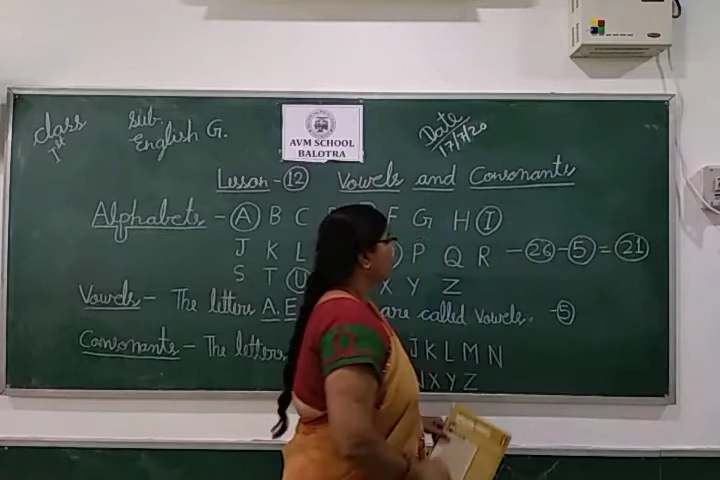 class Ist
Sub- English G.
AVM SCHOOL
BALOTRA
Date 17/7/20
Lesson - 12 Vowels and Consonants
Alphabets - A B C F G H I
J K L P Q R - 26 - 5 = 21
S T U X Y Z
Vowels - The letters A. E are called Vowels. - 5
Consonants - The letters J K L M N
X Y Z